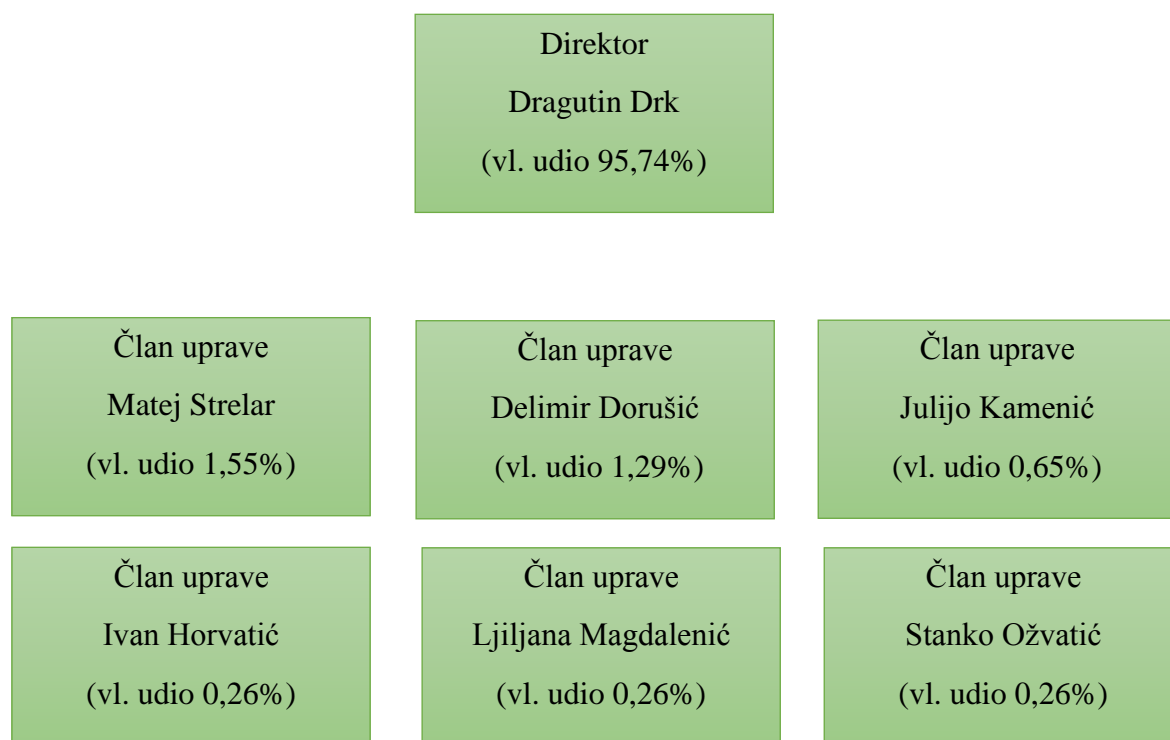 Direktor
Dragutin Drk
(vl. udio 95,74%)
Član uprave
Matej Strelar
(vl. udio 1,55%)
Član uprave
Delimir Dorušić
(vl. udio 1,29%)
Član uprave
Julijo Kamenić
(vl. udio 0,65%)
Član uprave
Ivan Horvatić
(vl. udio 0,26%)
Član uprave
Ljiljana Magdalenić
(vl. udio 0,26%)
Član uprave
Stanko Ožvatić
(vl. udio 0,26%)